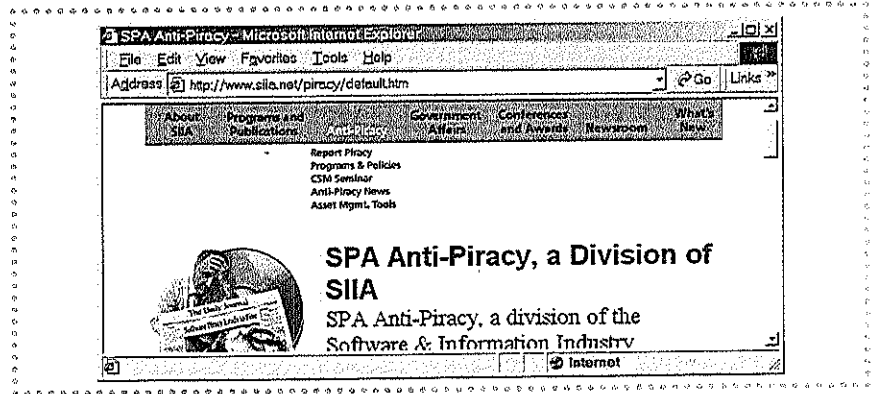 SPA Anti-Piracy - Microsoft Internet Explorer
File Edit View Favorites Tools Help
Address http://www.siia.net/piracy/default.htm Go Links »
About SIIA Programs and Publications Anti-Piracy Government Affairs Conferences and Awards Newsroom What's New
Report Piracy
Programs & Policies
CSM Seminar
Anti-Piracy News
Asset Mgmt. Tools
SPA Anti-Piracy, a Division of
SIIA
The Daily Journal
SPA Anti-Piracy, a division of the
Software & Information Industry
Internet